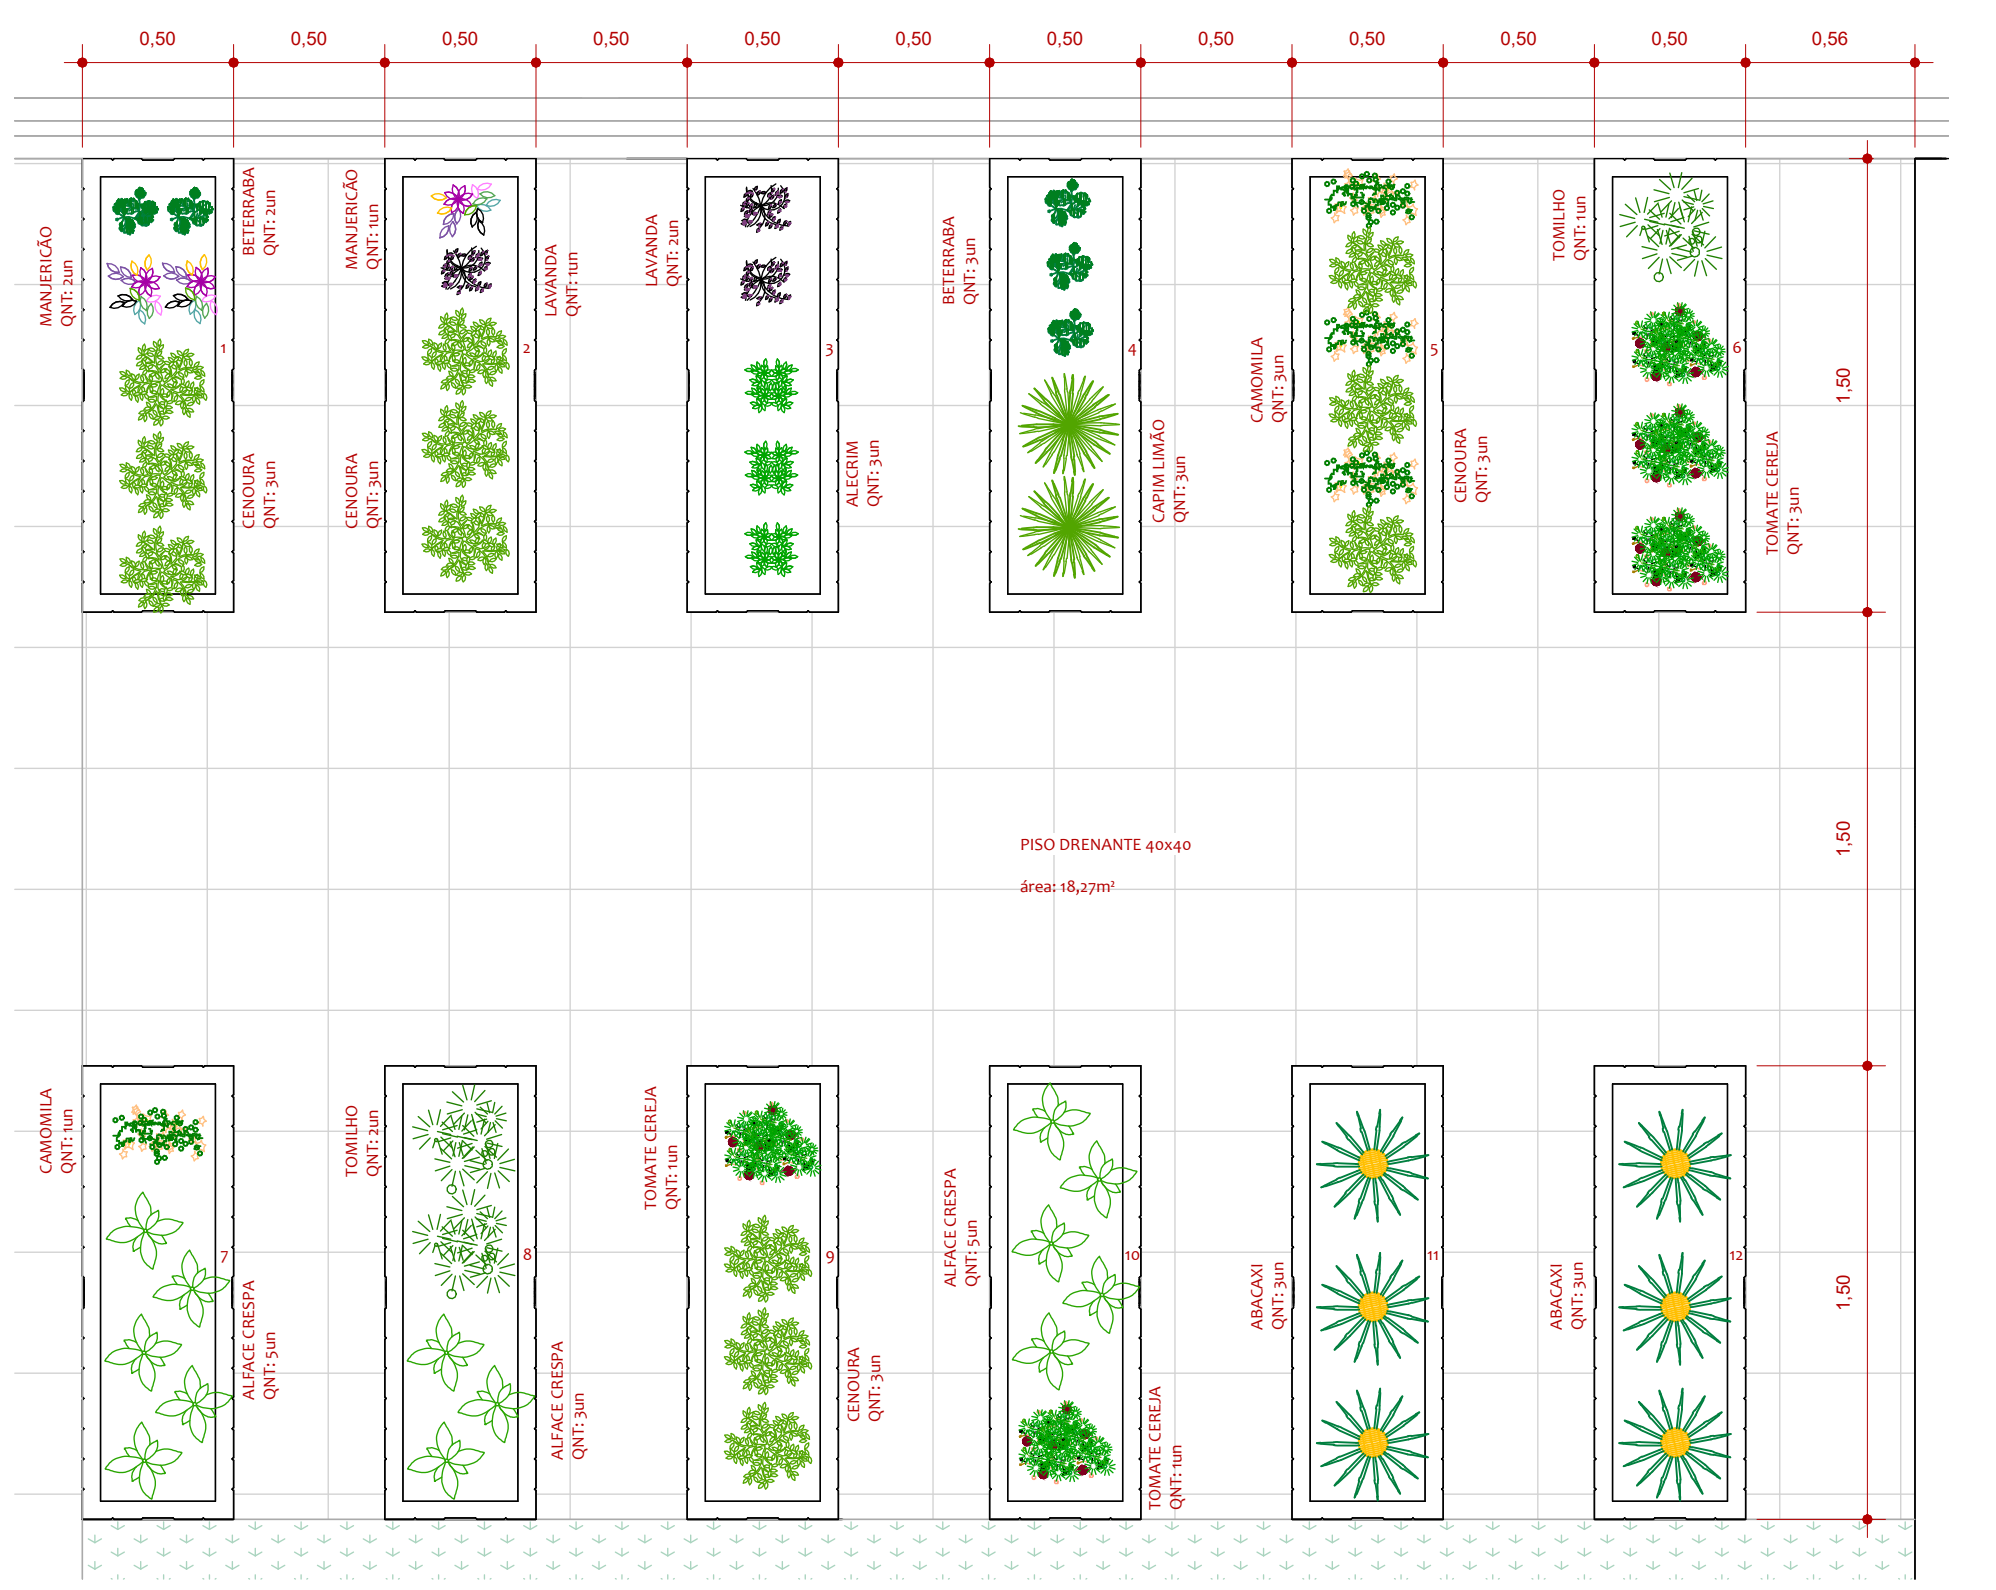 0,50
0,50
0,50
0,50
0,50
0,50
0,50
0,50
0,50
0,50
0,50
0,56
MANJERICÃO
QNT: 2un
BETERRABA
QNT: 2un
1
CENOURA
QNT: 3un
MANJERICÃO
QNT: 1un
LAVANDA
QNT: 1un
2
CENOURA
QNT: 3un
LAVANDA
QNT: 2un
3
ALECRIM
QNT: 3un
BETERRABA
QNT: 3un
4
CAPIM LIMÃO
QNT: 3un
CAMOMILA
QNT: 3un
5
CENOURA
QNT: 3un
TOMILHO
QNT: 1un
6
TOMATE CEREJA
QNT: 3un
1,50
PISO DRENANTE 40x40
área: 18,27m²
1,50
CAMOMILA
QNT: 1un
7
ALFACE CRESPA
QNT: 5un
TOMILHO
QNT: 2un
8
ALFACE CRESPA
QNT: 3un
TOMATE CEREJA
QNT: 1un
9
CENOURA
QNT: 3un
ALFACE CRESPA
QNT: 5un
10
TOMATE CEREJA
QNT: 1un
ABACAXI
QNT: 3un
11
ABACAXI
QNT: 3un
12
1,50